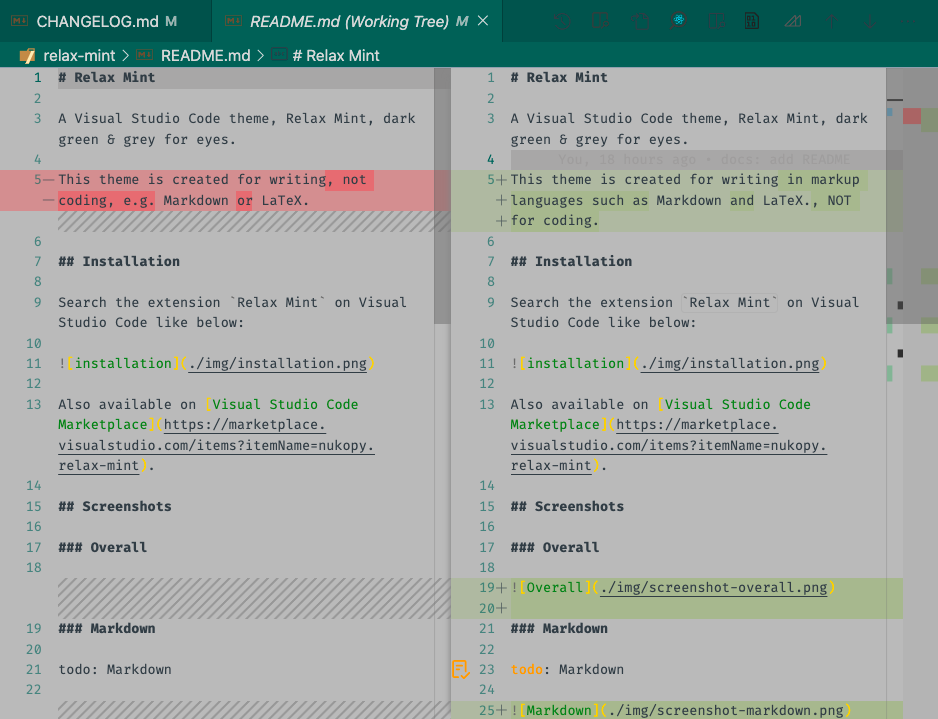 CHANGELOG.md M
README.md (Working Tree) M
relax-mint > README.md > # Relax Mint
1 # Relax Mint
2
3 A Visual Studio Code theme, Relax Mint, dark
green & grey for eyes.
4
5 This theme is created for writing, not
coding, e.g. Markdown or LaTeX.
6
7 ## Installation
8
9 Search the extension `Relax Mint` on Visual
Studio Code like below:
10
11 ![installation](./img/installation.png)
12
13 Also available on [Visual Studio Code
Marketplace](https://marketplace.
visualstudio.com/items?itemName=nukopy.
relax-mint).
14
15 ## Screenshots
16
17 ### Overall
18
19 ### Markdown
20
21 todo: Markdown
22
1 # Relax Mint
2
3 A Visual Studio Code theme, Relax Mint, dark
green & grey for eyes.
4 You, 18 hours ago • docs: add README
5+ This theme is created for writing in markup
+ languages such as Markdown and LaTeX., NOT
+ for coding.
6
7 ## Installation
8
9 Search the extension `Relax Mint` on Visual
Studio Code like below:
10
11 ![installation](./img/installation.png)
12
13 Also available on [Visual Studio Code
Marketplace](https://marketplace.
visualstudio.com/items?itemName=nukopy.
relax-mint).
14
15 ## Screenshots
16
17 ### Overall
18
19+ ![Overall](./img/screenshot-overall.png)
20+
21 ### Markdown
22
23 todo: Markdown
24
25+ ![Markdown](./img/screenshot-markdown.png)